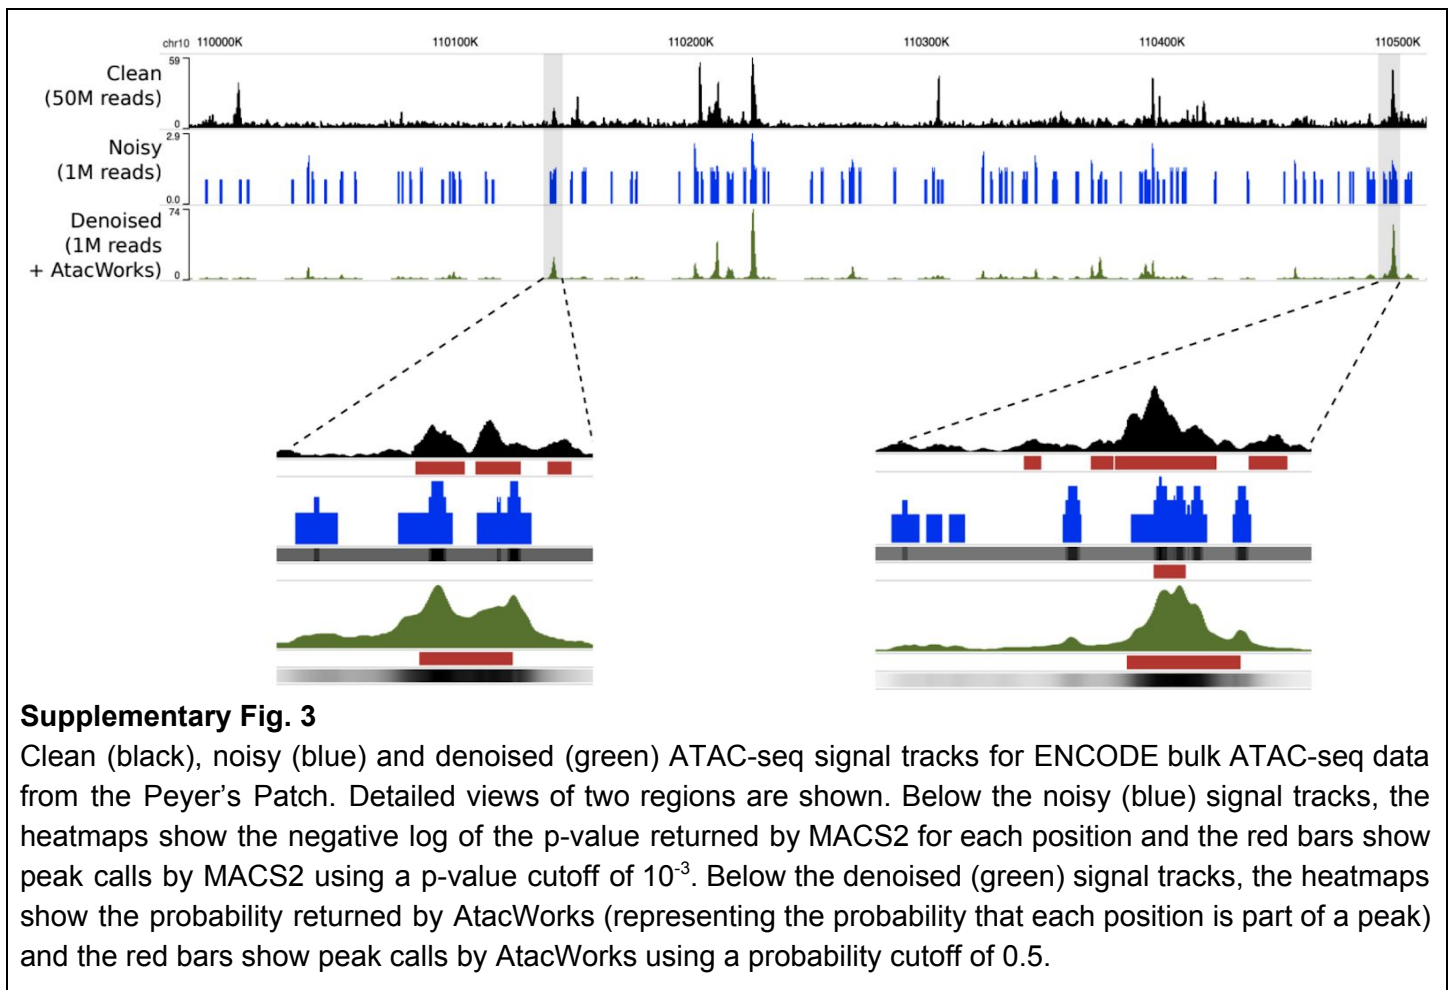 chr10 110000K 110100K 110200K 110300K 110400K 110500K
Clean
(50M reads)
59
0
Noisy
(1M reads)
2.9
0.0
Denoised
(1M reads
+ AtacWorks)
74
0
Supplementary Fig. 3
Clean (black), noisy (blue) and denoised (green) ATAC-seq signal tracks for ENCODE bulk ATAC-seq data
from the Peyer’s Patch. Detailed views of two regions are shown. Below the noisy (blue) signal tracks, the
heatmaps show the negative log of the p-value returned by MACS2 for each position and the red bars show
peak calls by MACS2 using a p-value cutoff of 10⁻³. Below the denoised (green) signal tracks, the heatmaps
show the probability returned by AtacWorks (representing the probability that each position is part of a peak)
and the red bars show peak calls by AtacWorks using a probability cutoff of 0.5.